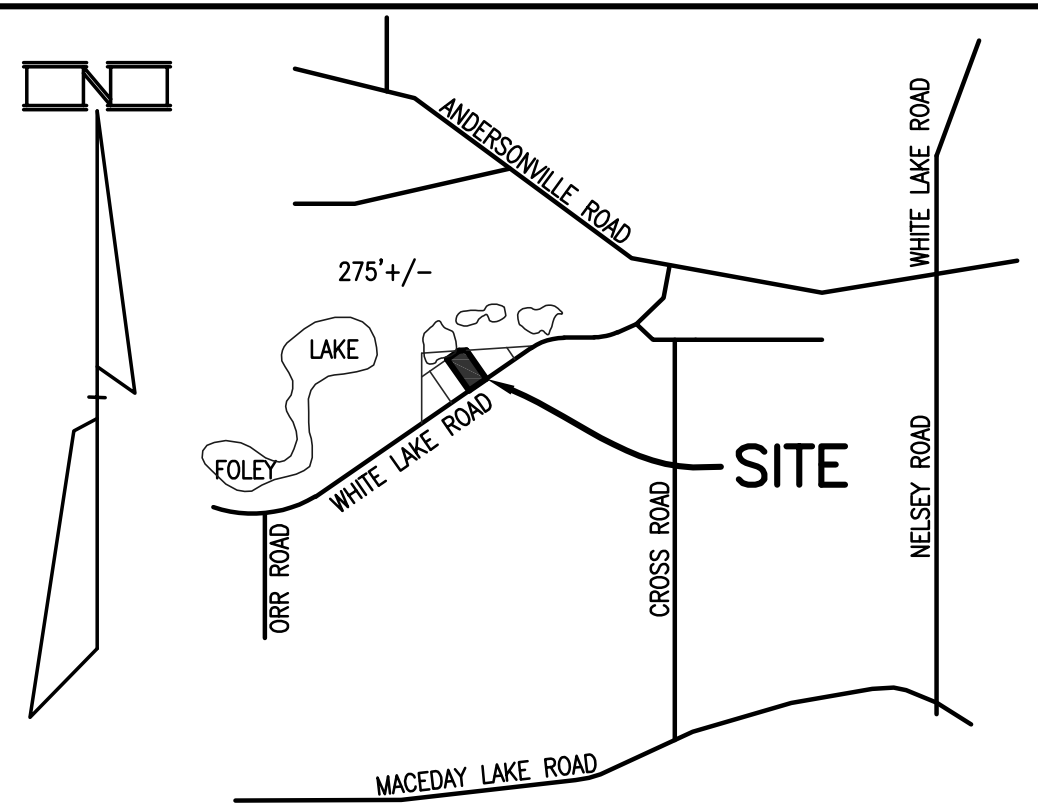 N
ANDERSONVILLE ROAD
WHITE LAKE ROAD
275'+/-
LAKE
FOLEY
WHITE LAKE ROAD
SITE
ORR ROAD
CROSS ROAD
NELSEY ROAD
MACEDAY LAKE ROAD